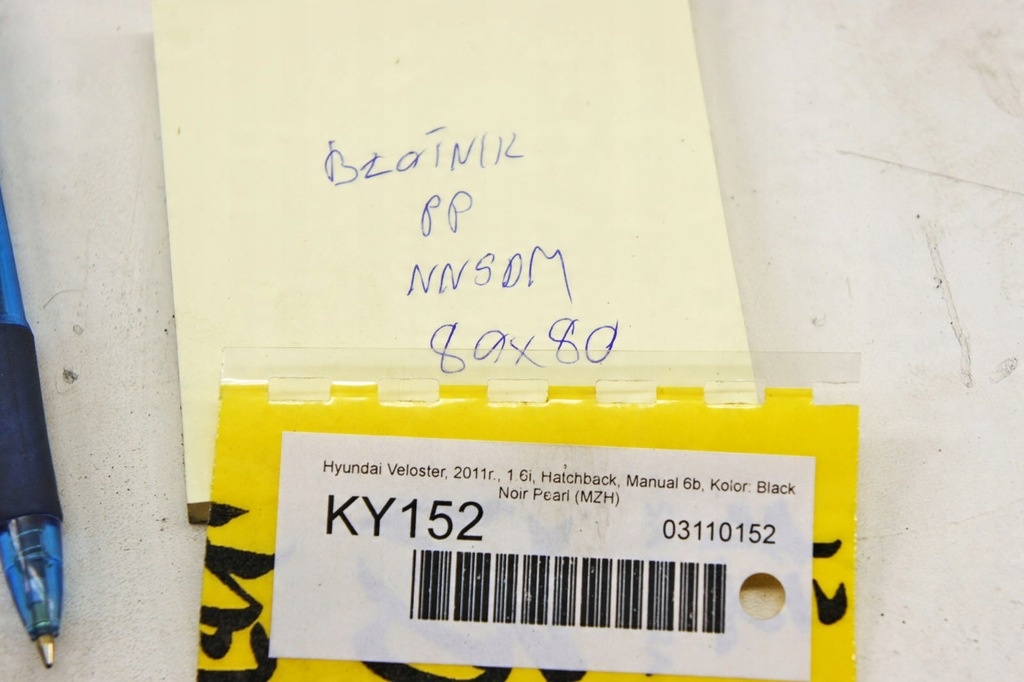 BŁOTNIK
PP
NNSDM
80x80
Hyundai Veloster, 2011r., 1.6i, Hatchback, Manual 6b, Kolor: Black
Noir Pearl (MZH)
KY152
03110152